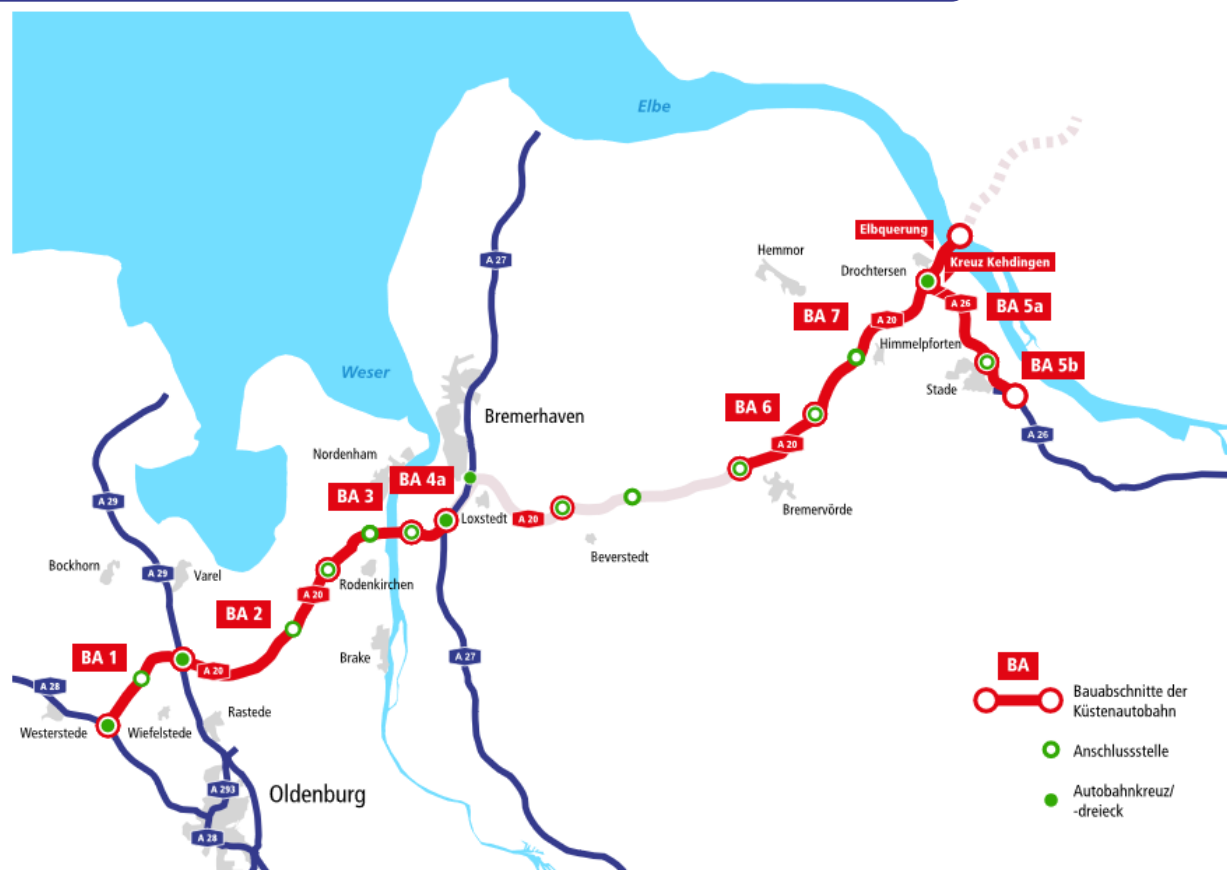 Elbe
A 27
Elbquerung
Hemmor
Drochtersen
Kreuz Kehdingen
A 26
BA 5a
BA 7
A 20
Himmelpforten
Weser
BA 5b
Stade
BA 6
Bremerhaven
A 20
A 26
Nordenham
BA 4a
A 29
BA 3
Loxstedt
A 20
Bremervörde
Beverstedt
Bockhorn
A 29
Varel
Rodenkirchen
A 20
BA 2
Brake
A 27
BA 1
A 20
BA
A 28
Bauabschnitte der
Küstenautobahn
Rastede
Westerstede
Wiefelstede
Anschlussstelle
A 293
Oldenburg
Autobahnkreuz/
-dreieck
A 28